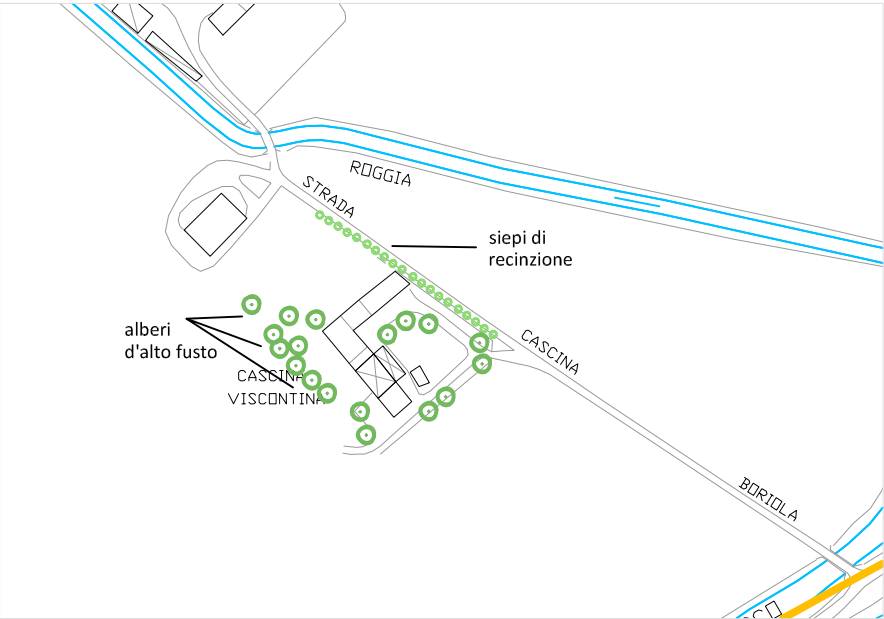 ROGGIA
STRADA
siepi di
recinzione
alberi
d'alto fusto
CASCINA
CASCINA
VISCONTINA
BORIOLA